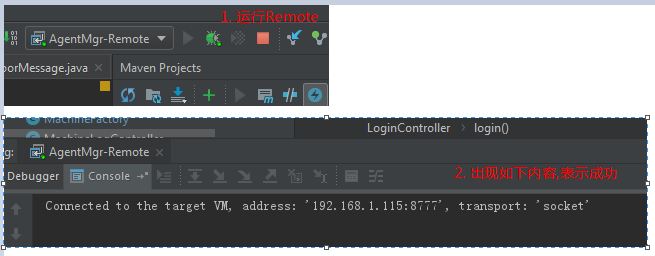 1. 运行Remote
AgentMgr-Remote
oorMessage.java
Maven Projects
MachineFactory
LoginController
login()
AgentMgr-Remote
2. 出现如下内容,表示成功
Debugger
Console
Connected to the target VM, address: '192.168.1.115:8777', transport: 'socket'